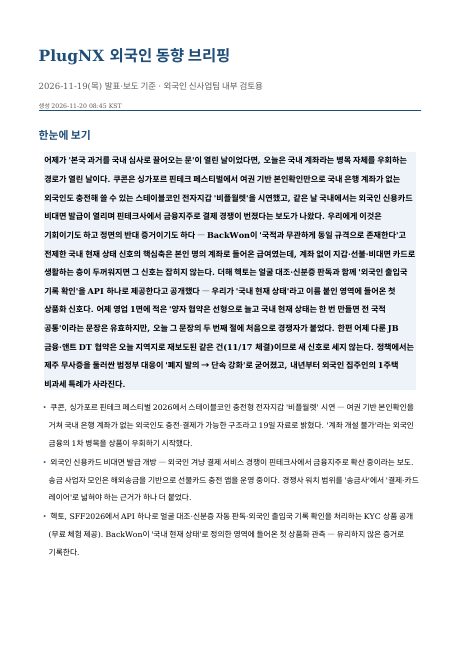 PlugNX 외국인 동향 브리핑
2026-11-19(목) 발표·보도 기준 · 외국인 신사업팀 내부 검토용
생성 2026-11-20 08:45 KST
한눈에 보기
어제가 '본국 과거를 국내 심사로 끌어오는 문'이 열린 날이었다면, 오늘은 국내 계좌라는 병목 자체를 우회하는
경로가 열린 날이다. 쿠콘은 싱가포르 핀테크 페스티벌에서 여권 기반 본인확인만으로 국내 은행 계좌가 없는
외국인도 충전해 쓸 수 있는 스테이블코인 전자지갑 '비플월렛'을 시연했고, 같은 날 국내에서는 외국인 신용카드
비대면 발급이 열리며 핀테크사에서 금융지주로 결제 경쟁이 번졌다는 보도가 나왔다. 우리에게 이것은
기회이기도 하고 정면의 반대 증거이기도 하다 — BackWon이 '국적과 무관하게 동일 규격으로 존재한다'고
전제한 국내 현재 상태 신호의 핵심축은 본인 명의 계좌로 들어온 급여였는데, 계좌 없이 지갑·선불·비대면 카드로
생활하는 층이 두꺼워지면 그 신호는 잡히지 않는다. 더해 헥토는 얼굴 대조·신분증 판독과 함께 '외국인 출입국
기록 확인'을 API 하나로 제공한다고 공개했다 — 우리가 '국내 현재 상태'라고 이름 붙인 영역에 들어온 첫
상품화 신호다. 어제 영업 1면에 적은 '양자 협약은 선형으로 늘고 국내 현재 상태는 한 번 만들면 전 국적
공통'이라는 문장은 유효하지만, 오늘 그 문장의 두 번째 절에 처음으로 경쟁자가 붙었다. 한편 어제 다룬 JB
금융·앤트 DT 협약은 오늘 지역지로 재보도된 같은 건(11/17 체결)이므로 새 신호로 세지 않는다. 정책에서는
제주 무사증을 둘러싼 범정부 대응이 '폐지 발의 → 단속 강화'로 굳어졌고, 내년부터 외국인 집주인의 1주택
비과세 특례가 사라진다.
• 쿠콘, 싱가포르 핀테크 페스티벌 2026에서 스테이블코인 충전형 전자지갑 '비플월렛' 시연 — 여권 기반 본인확인을
거쳐 국내 은행 계좌가 없는 외국인도 충전·결제가 가능한 구조라고 19일 자료로 밝혔다. '계좌 개설 불가'라는 외국인
금융의 1차 병목을 상품이 우회하기 시작했다.
• 외국인 신용카드 비대면 발급 개방 — 외국인 겨냥 결제 서비스 경쟁이 핀테크사에서 금융지주로 확산 중이라는 보도.
송금 사업자 모인은 해외송금을 기반으로 선불카드 충전 앱을 운영 중이다. 경쟁사 워치 범위를 '송금사'에서 '결제·카드
레이어'로 넓혀야 하는 근거가 하나 더 붙었다.
• 헥토, SFF2026에서 API 하나로 얼굴 대조·신분증 자동 판독·외국인 출입국 기록 확인을 처리하는 KYC 상품 공개
(무료 체험 제공). BackWon이 '국내 현재 상태'로 정의한 영역에 들어온 첫 상품화 관측 — 유리하지 않은 증거로
기록한다.